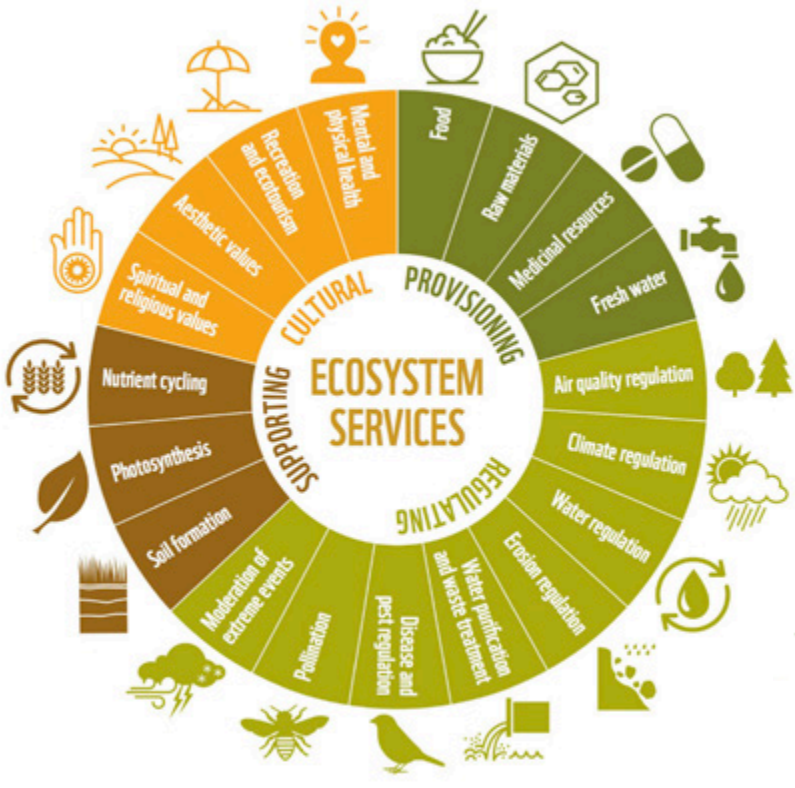 ECOSYSTEM
SERVICES
PROVISIONING
Food
Raw materials
Medicinal resources
Fresh water
REGULATING
Air quality regulation
Climate regulation
Water regulation
Erosion regulation
Water purification
and waste treatment
Disease and
pest regulation
Pollination
Moderation of
extreme events
SUPPORTING
Soil formation
Photosynthesis
Nutrient cycling
CULTURAL
Spiritual and
religious values
Aesthetic values
Recreation
and ecotourism
Mental and
physical health